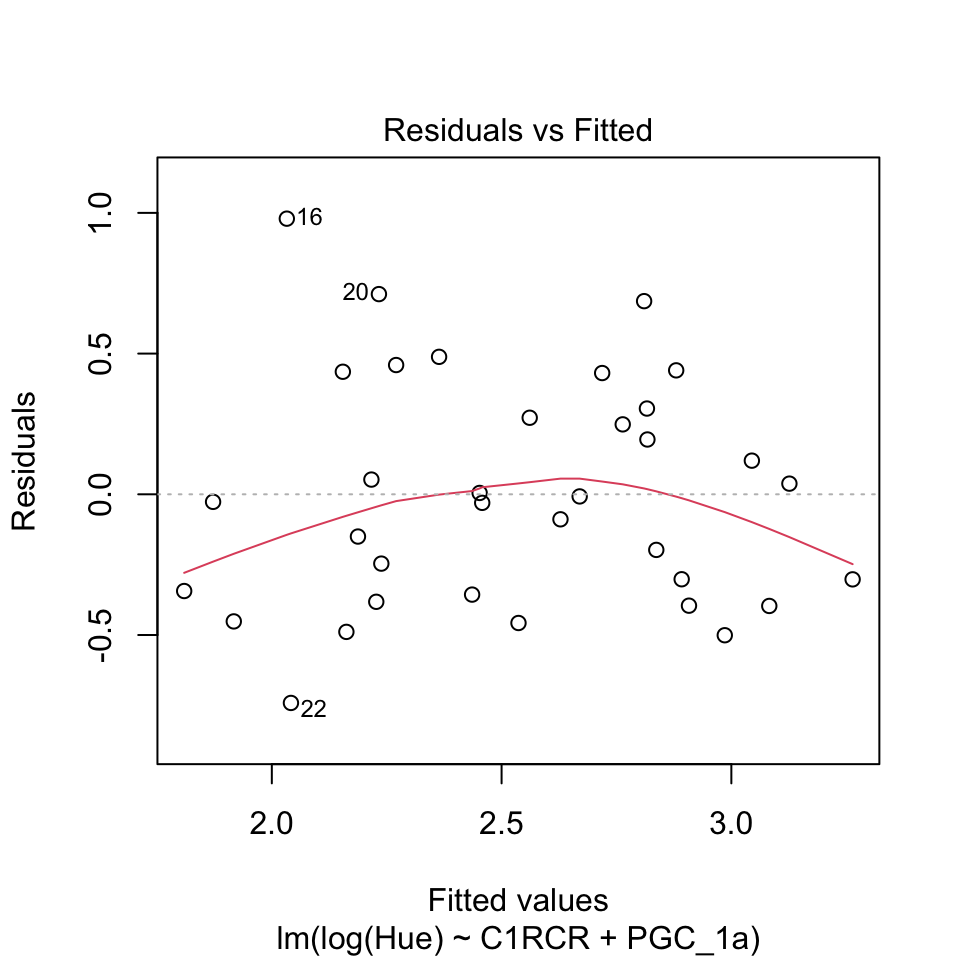 Residuals vs Fitted
Residuals
1.0
0.5
0.0
-0.5
16
20
22
2.0 2.5 3.0
Fitted values
lm(log(Hue) ~ C1RCR + PGC_1a)